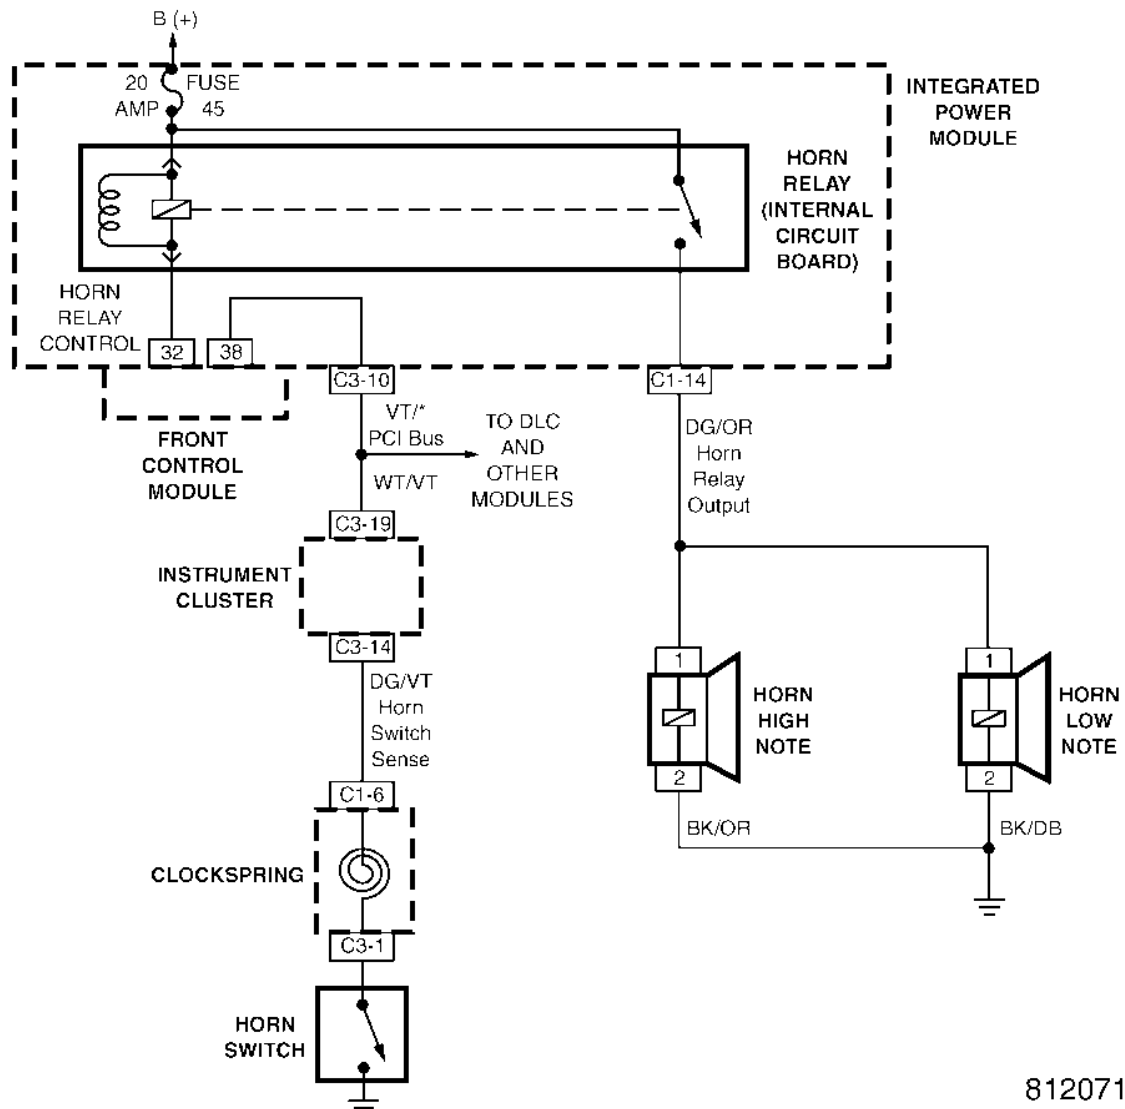 B (+)
20
AMP
FUSE
45
INTEGRATED
POWER
MODULE
HORN
RELAY
(INTERNAL
CIRCUIT
BOARD)
HORN
RELAY
CONTROL
32
38
C3-10
C1-14
FRONT
CONTROL
MODULE
VT/*
PCI Bus
WT/VT
TO DLC
AND
OTHER
MODULES
DG/OR
Horn
Relay
Output
C3-19
INSTRUMENT
CLUSTER
C3-14
DG/VT
Horn
Switch
Sense
1
HORN
HIGH
NOTE
2
1
HORN
LOW
NOTE
2
BK/OR
BK/DB
C1-6
CLOCKSPRING
C3-1
HORN
SWITCH
812071